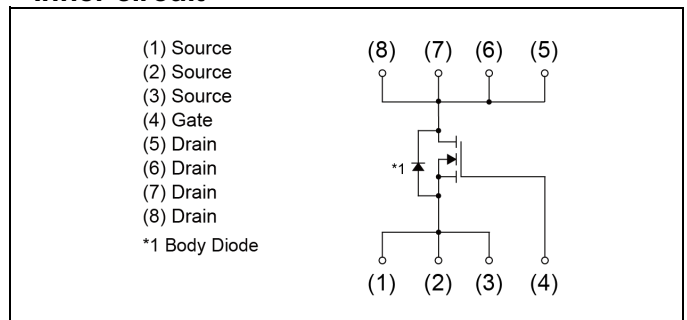 Inner circuit
(1) Source
(2) Source
(3) Source
(4) Gate
(5) Drain
(6) Drain
(7) Drain
(8) Drain
*1 Body Diode
(8) (7) (6) (5)
*1
(1) (2) (3) (4)